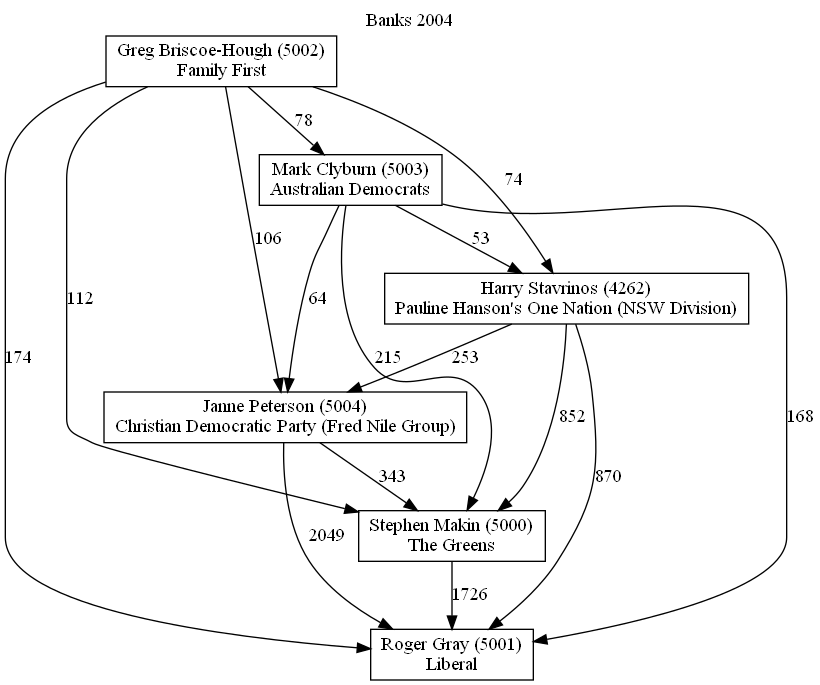 Banks 2004
Greg Briscoe-Hough (5002)
Family First
78
Mark Clyburn (5003)
Australian Democrats
74
106
53
Harry Stavrinos (4262)
Pauline Hanson's One Nation (NSW Division)
112
64
174
215
253
Janne Peterson (5004)
Christian Democratic Party (Fred Nile Group)
852
168
343
870
Stephen Makin (5000)
The Greens
2049
1726
Roger Gray (5001)
Liberal